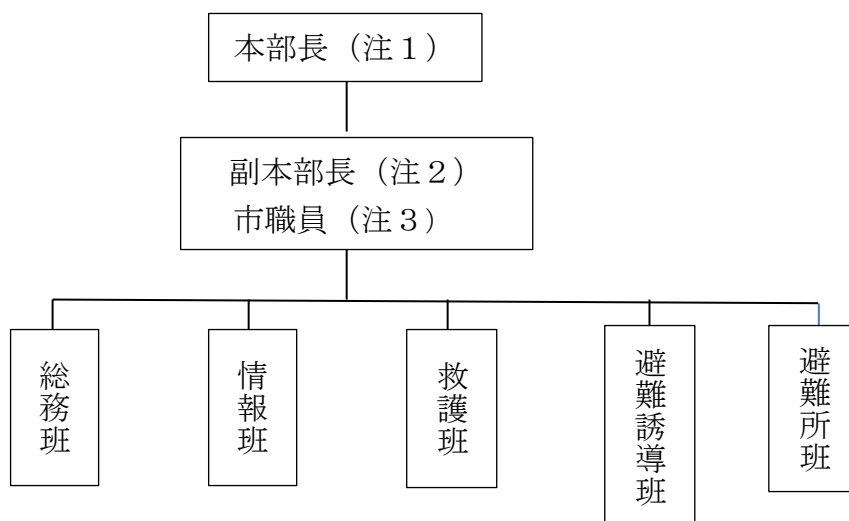 本部長（注１）
副本部長（注２）
市職員（注３）
総務班
情報班
救護班
避難誘導班
避難所班